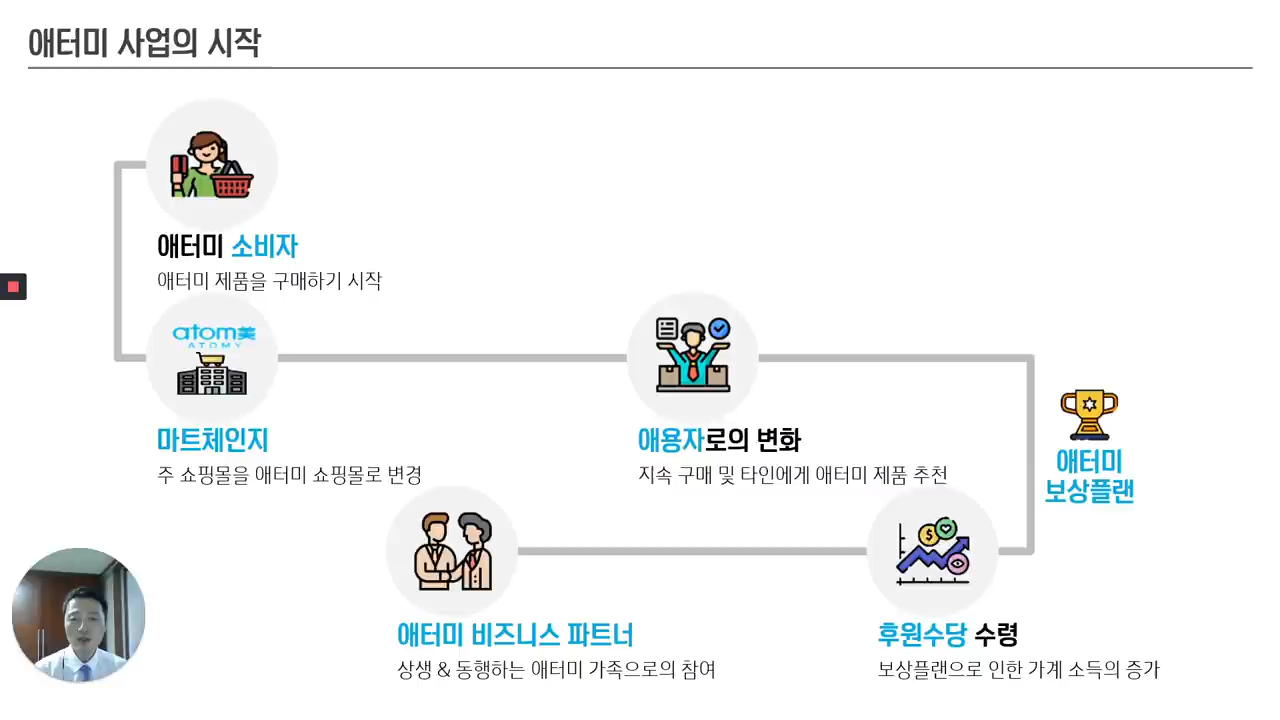 애터미 사업의 시작
애터미 소비자
애터미 제품을 구매하기 시작
atom美
ATOMY
마트체인지
주 쇼핑몰을 애터미 쇼핑몰로 변경
애용자로의 변화
지속 구매 및 타인에게 애터미 제품 추천
애터미
보상플랜
후원수당 수령
보상플랜으로 인한 가계 소득의 증가
애터미 비즈니스 파트너
상생 & 동행하는 애터미 가족으로의 참여